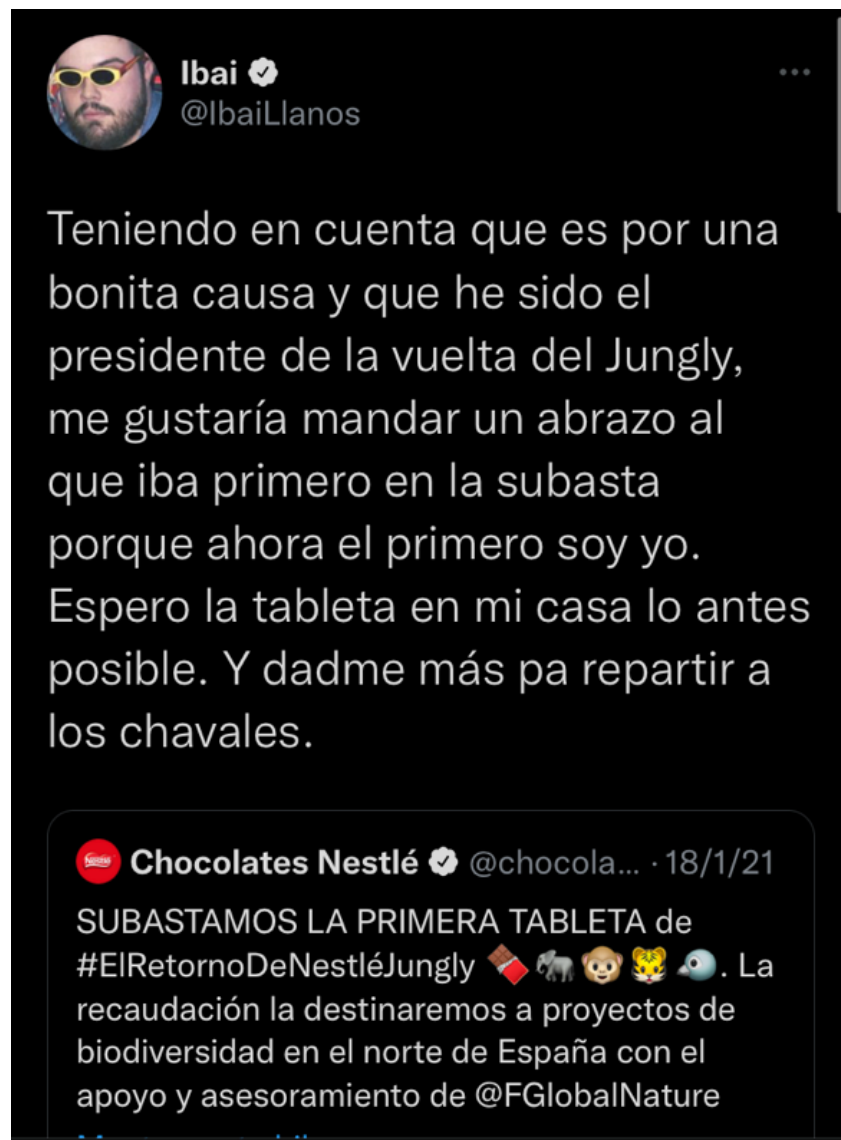 Ibai
@IbaiLlanos
Teniendo en cuenta que es por una
bonita causa y que he sido el
presidente de la vuelta del Jungly,
me gustaría mandar un abrazo al
que iba primero en la subasta
porque ahora el primero soy yo.
Espero la tableta en mi casa lo antes
posible. Y dadme más pa repartir a
los chavales.
Nestlé
Chocolates Nestlé @chocola... · 18/1/21
SUBASTAMOS LA PRIMERA TABLETA de
#ElRetornoDeNestléJungly 🍫🐘🐵🐯🐦. La
recaudación la destinaremos a proyectos de
biodiversidad en el norte de España con el
apoyo y asesoramiento de @FGlobalNature